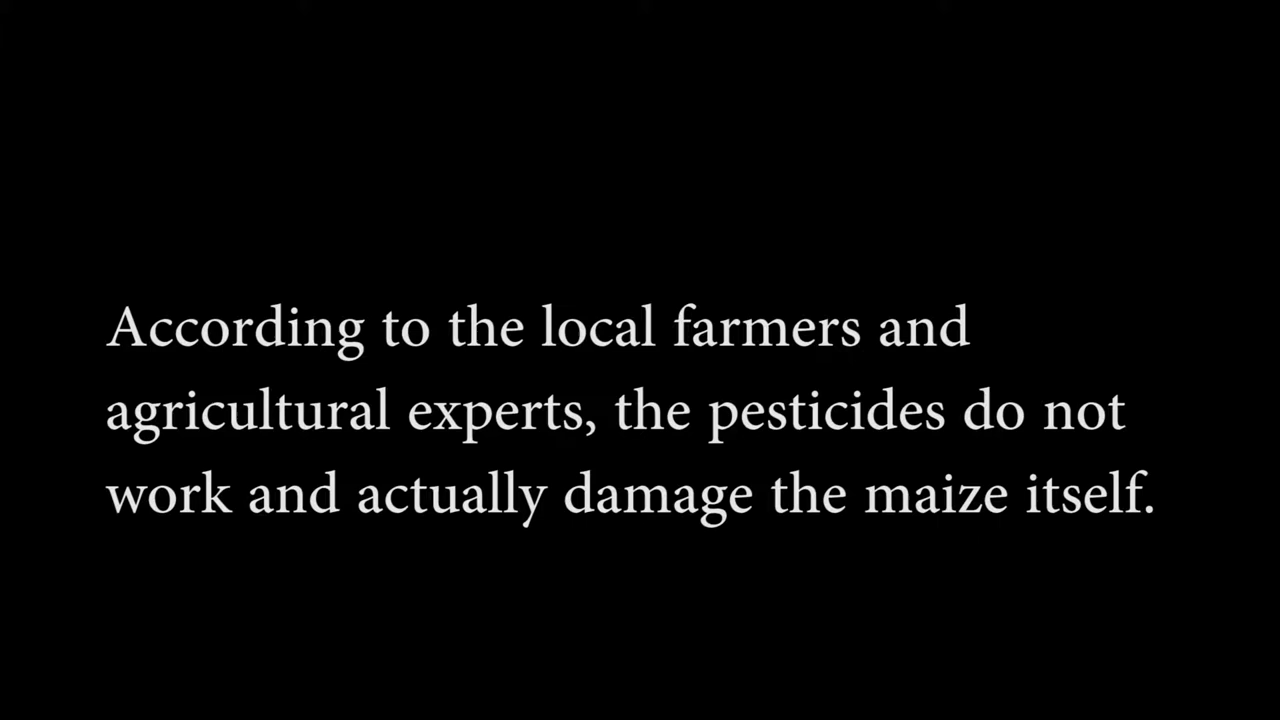 According to the local farmers and
agricultural experts, the pesticides do not
work and actually damage the maize itself.